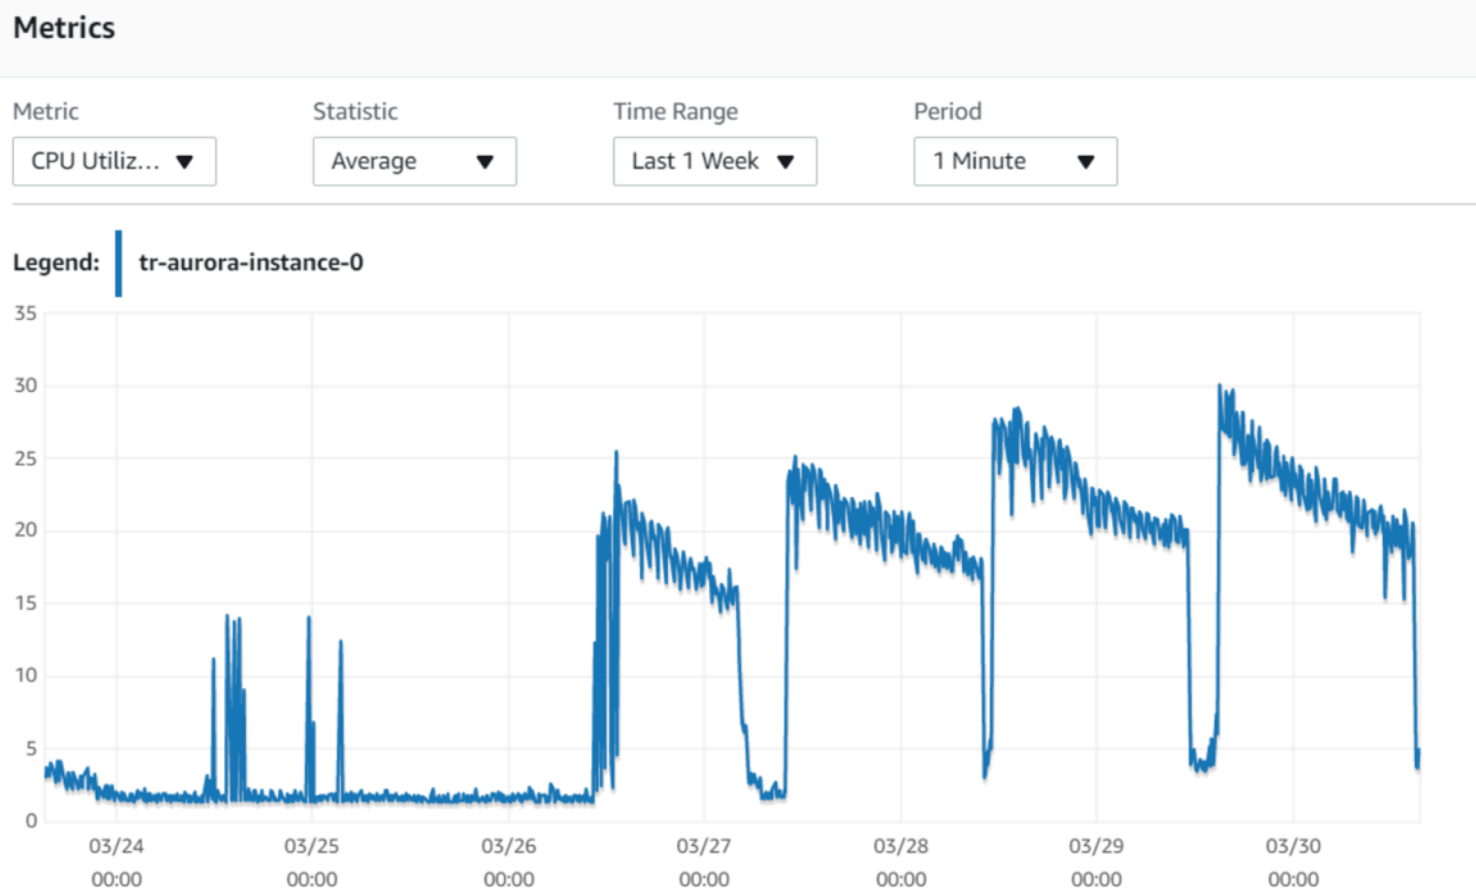 Metrics
Metric Statistic Time Range Period
CPU Utiliz... Average Last 1 Week 1 Minute
Legend: tr-aurora-instance-0
35
30
25
20
15
10
5
0
03/24 03/25 03/26 03/27 03/28 03/29 03/30
00:00 00:00 00:00 00:00 00:00 00:00 00:00